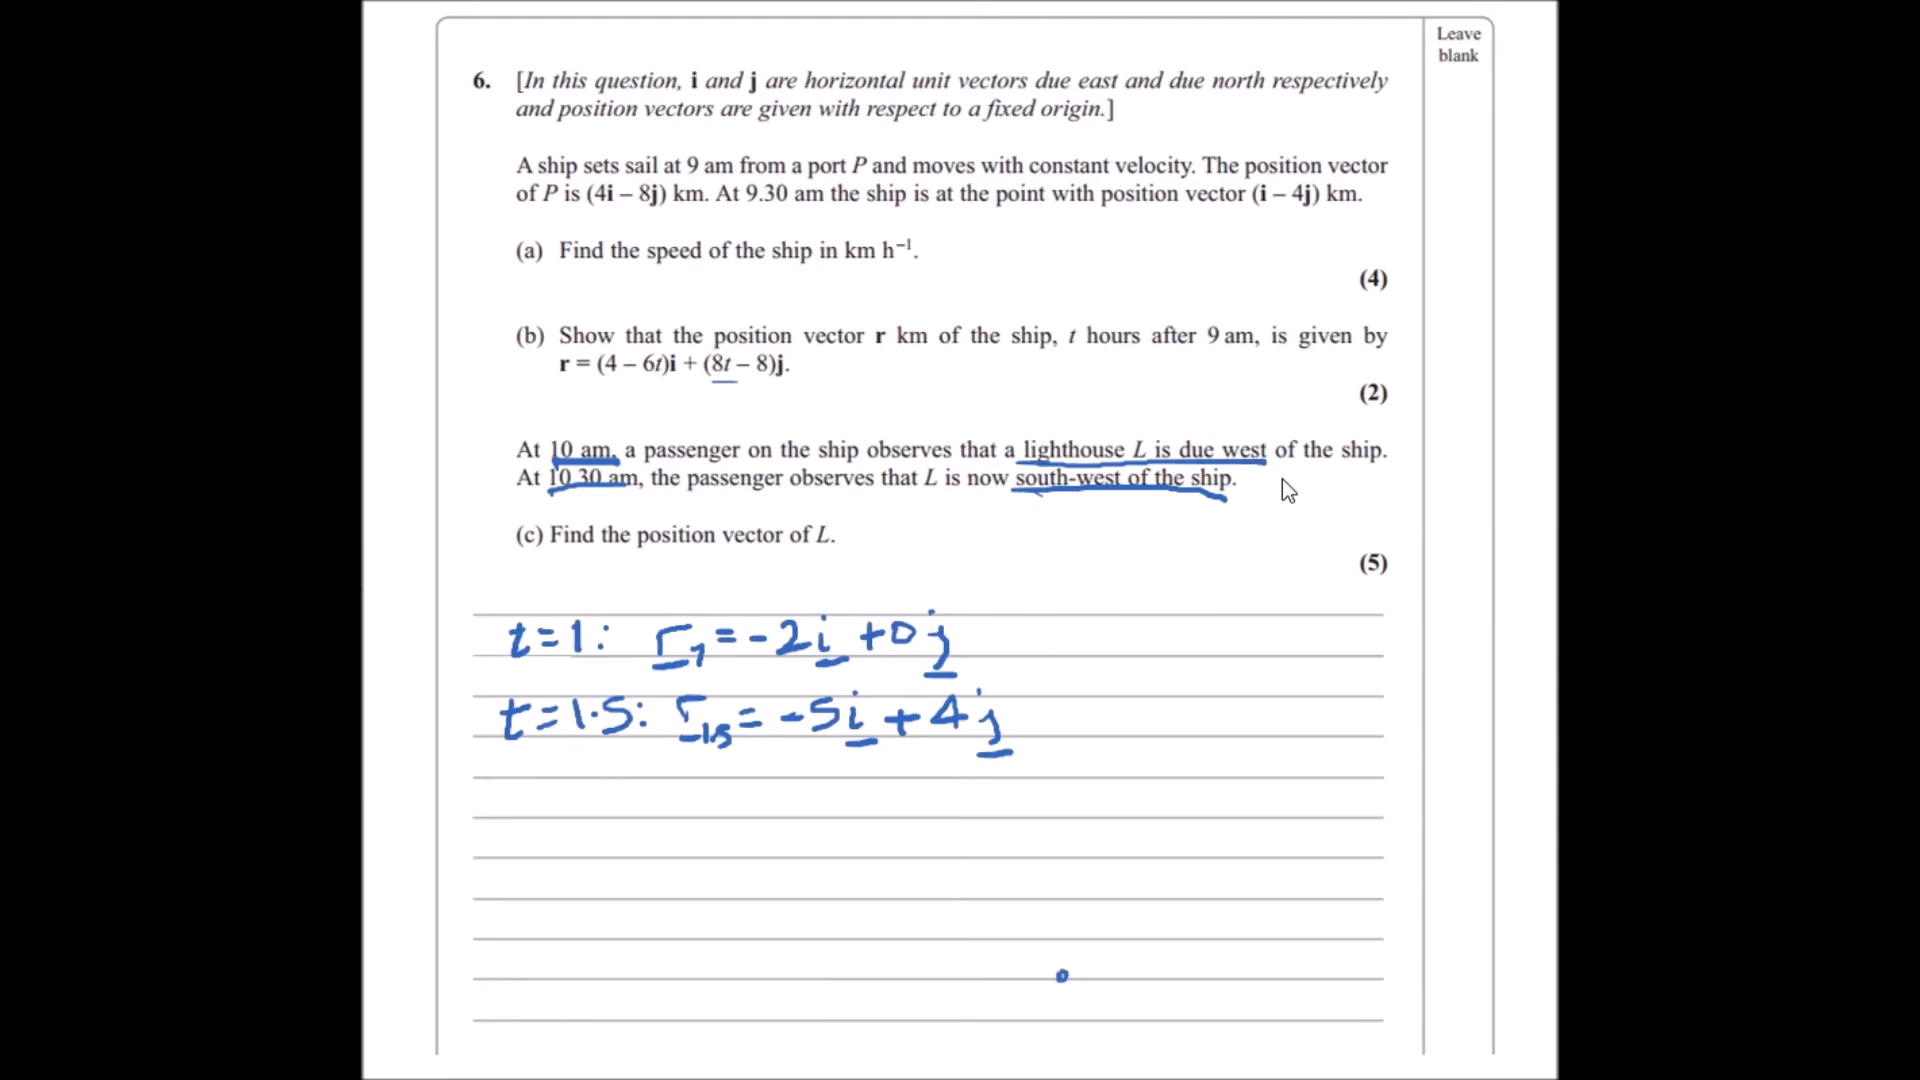 Leave
blank
6. [In this question, i and j are horizontal unit vectors due east and due north respectively
and position vectors are given with respect to a fixed origin.]
A ship sets sail at 9 am from a port P and moves with constant velocity. The position vector
of P is (4i – 8j) km. At 9.30 am the ship is at the point with position vector (i – 4j) km.
(a) Find the speed of the ship in km h⁻¹.
(4)
(b) Show that the position vector r km of the ship, t hours after 9 am, is given by
r = (4 – 6t)i + (8t – 8)j.
(2)
At 10 am, a passenger on the ship observes that a lighthouse L is due west of the ship.
At 10 30 am, the passenger observes that L is now south-west of the ship.
(c) Find the position vector of L.
(5)
t=1: r₁ = -2i +0j
t=1.5: r₁.₅ = -5i + 4j